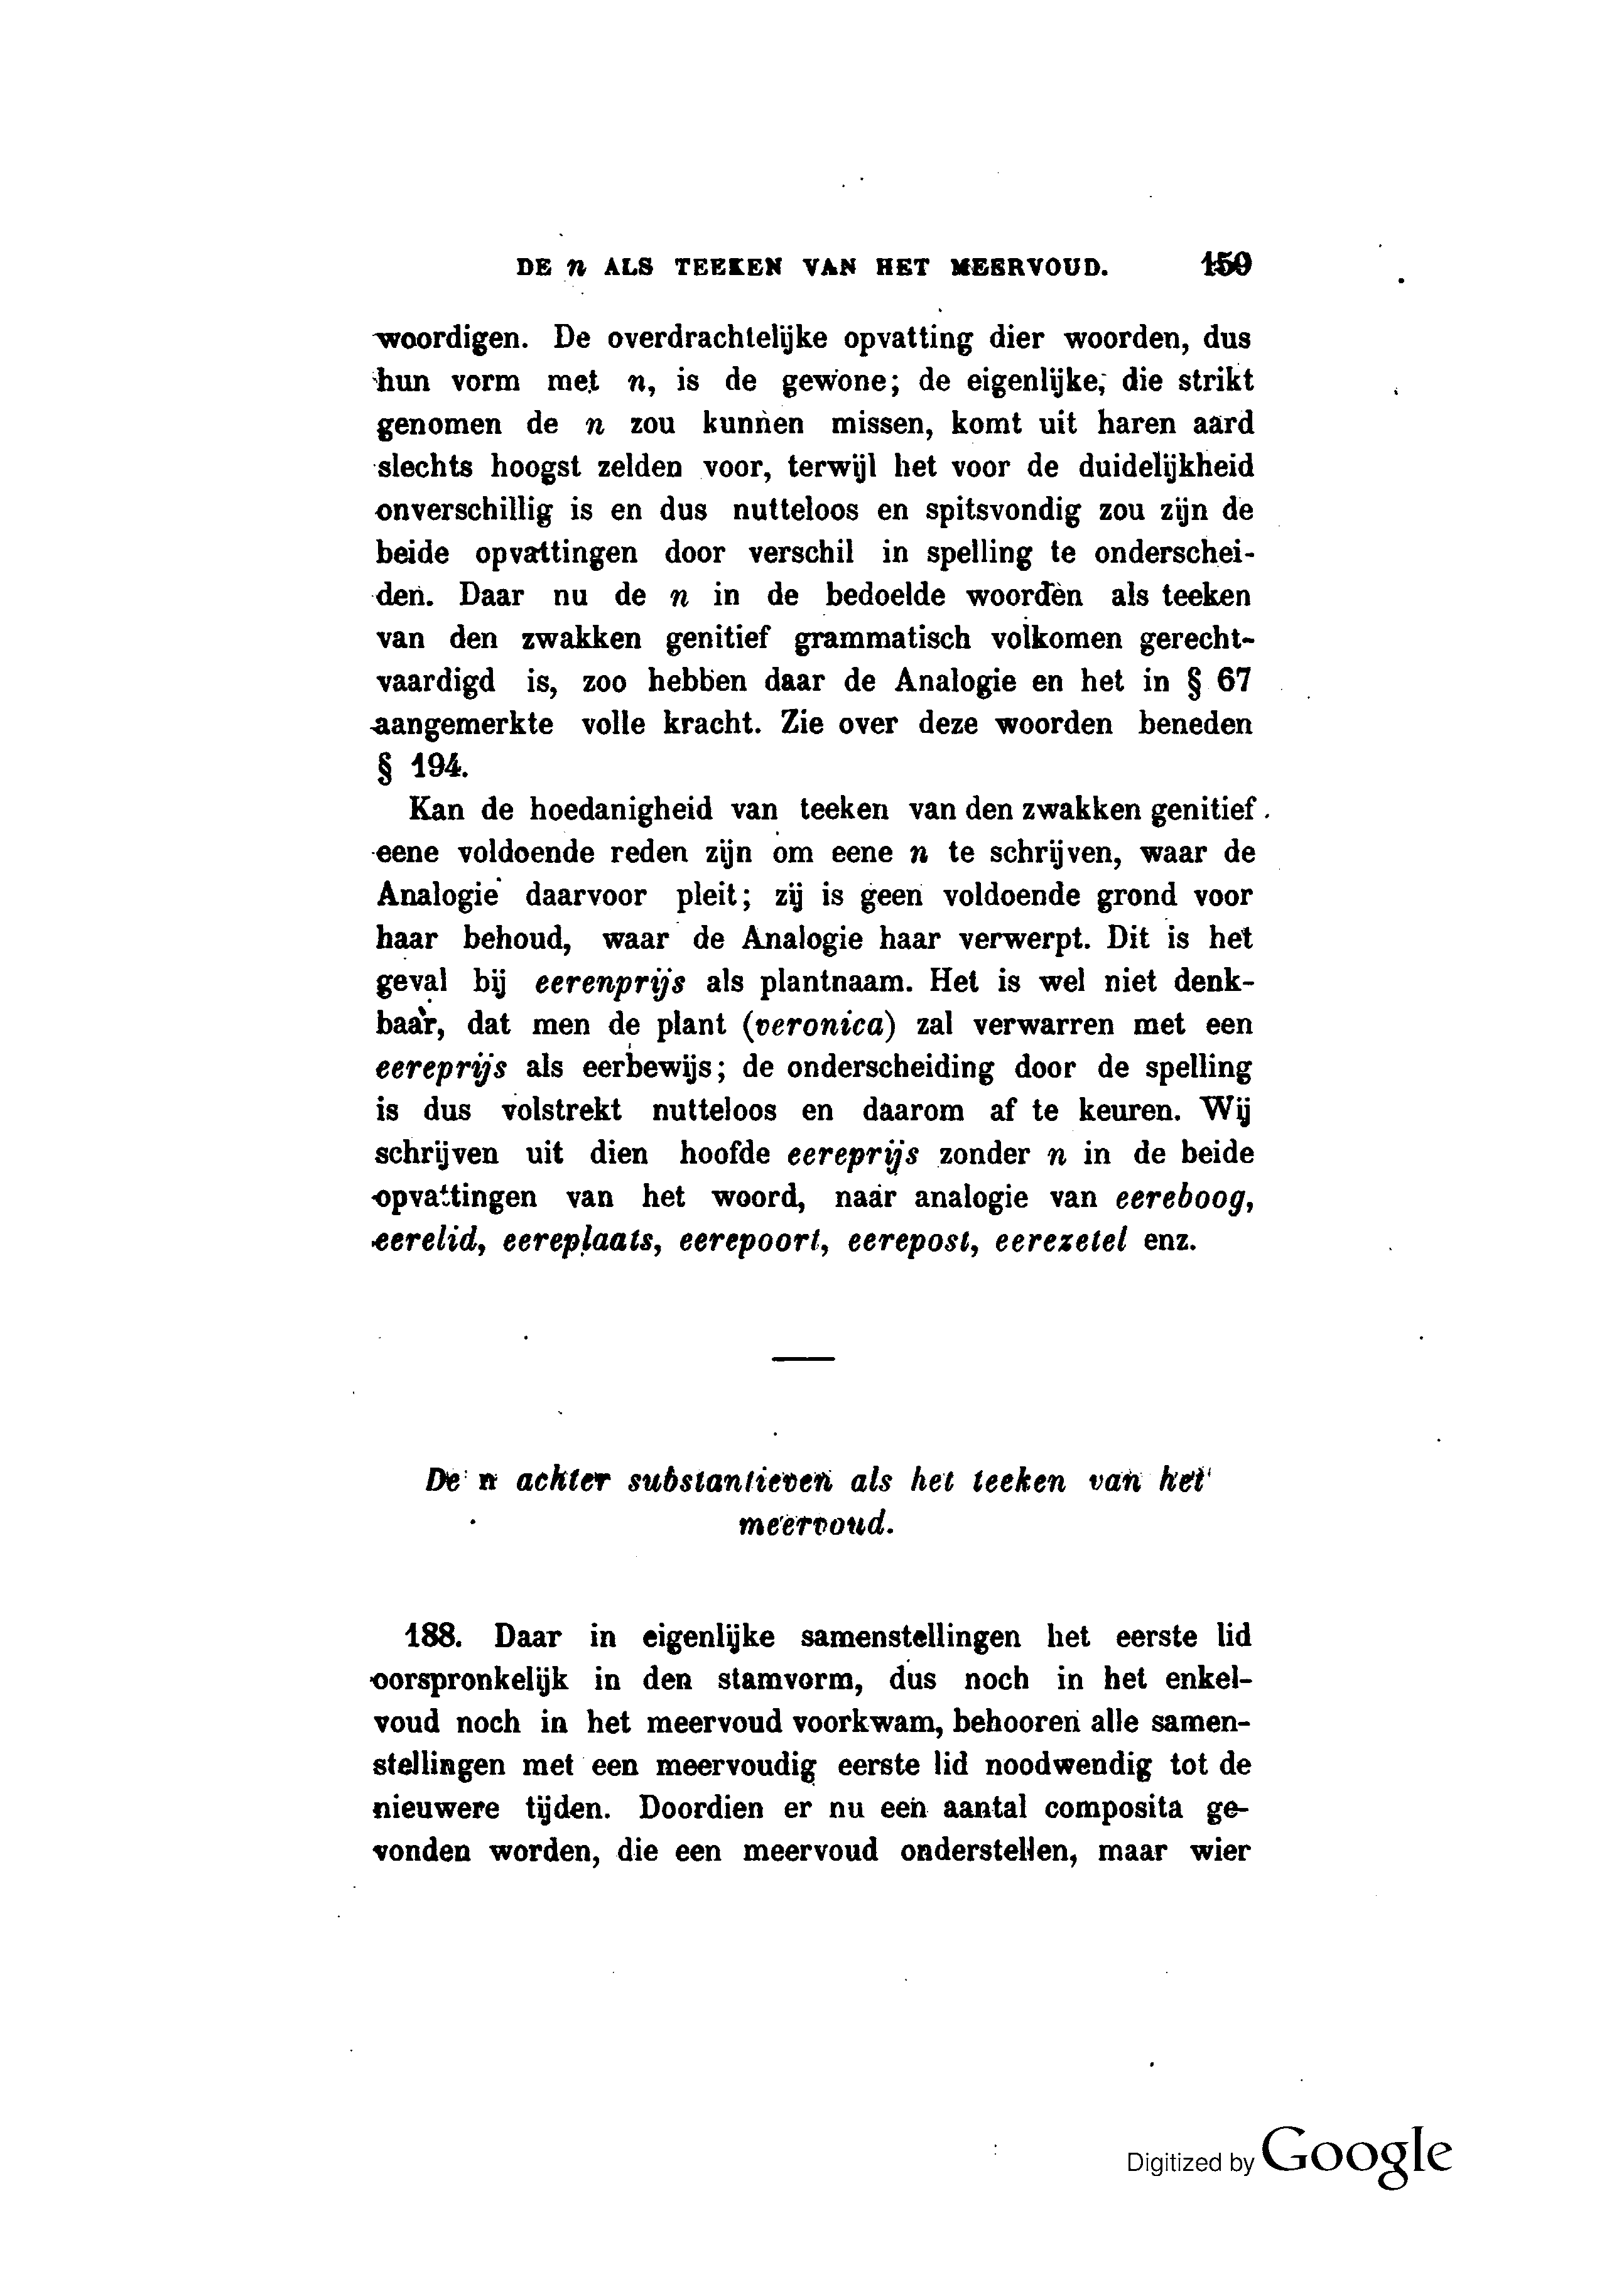 DE n ALS TEEKEN VAN HET MEERVOUD. 159
woordigen. De overdrachtelijke opvatting dier woorden, dus
hun vorm met n, is de gewone; de eigenlijke, die strikt
genomen de n zou kunnen missen, komt uit haren aard
slechts hoogst zelden voor, terwijl het voor de duidelijkheid
onverschillig is en dus nutteloos en spitsvondig zou zijn de
beide opvattingen door verschil in spelling te onderschei-
den. Daar nu de n in de bedoelde woorden als teeken
van den zwakken genitief grammatisch volkomen gerecht-
vaardigd is, zoo hebben daar de Analogie en het in § 67
aangemerkte volle kracht. Zie over deze woorden beneden
§ 194.
Kan de hoedanigheid van teeken van den zwakken genitief
eene voldoende reden zijn om eene n te schrijven, waar de
Analogie daarvoor pleit; zij is geen voldoende grond voor
haar behoud, waar de Analogie haar verwerpt. Dit is het
geval bij eerenprijs als plantnaam. Het is wel niet denk-
baar, dat men de plant (veronica) zal verwarren met een
eereprijs als eerbewijs; de onderscheiding door de spelling
is dus volstrekt nutteloos en daarom af te keuren. Wij
schrijven uit dien hoofde eereprijs zonder n in de beide
opvattingen van het woord, naar analogie van eereboog,
eerelid, eereplaats, eerepoort, eerepost, eerezetel enz.
De n achter substantieven als het teeken van het
meervoud.
188. Daar in eigenlijke samenstellingen het eerste lid
oorspronkelijk in den stamvorm, dus noch in het enkel-
voud noch in het meervoud voorkwam, behooren alle samen-
stellingen met een meervoudig eerste lid noodwendig tot de
nieuwere tijden. Doordien er nu een aantal composita ge-
vonden worden, die een meervoud onderstellen, maar wier
Digitized by Google